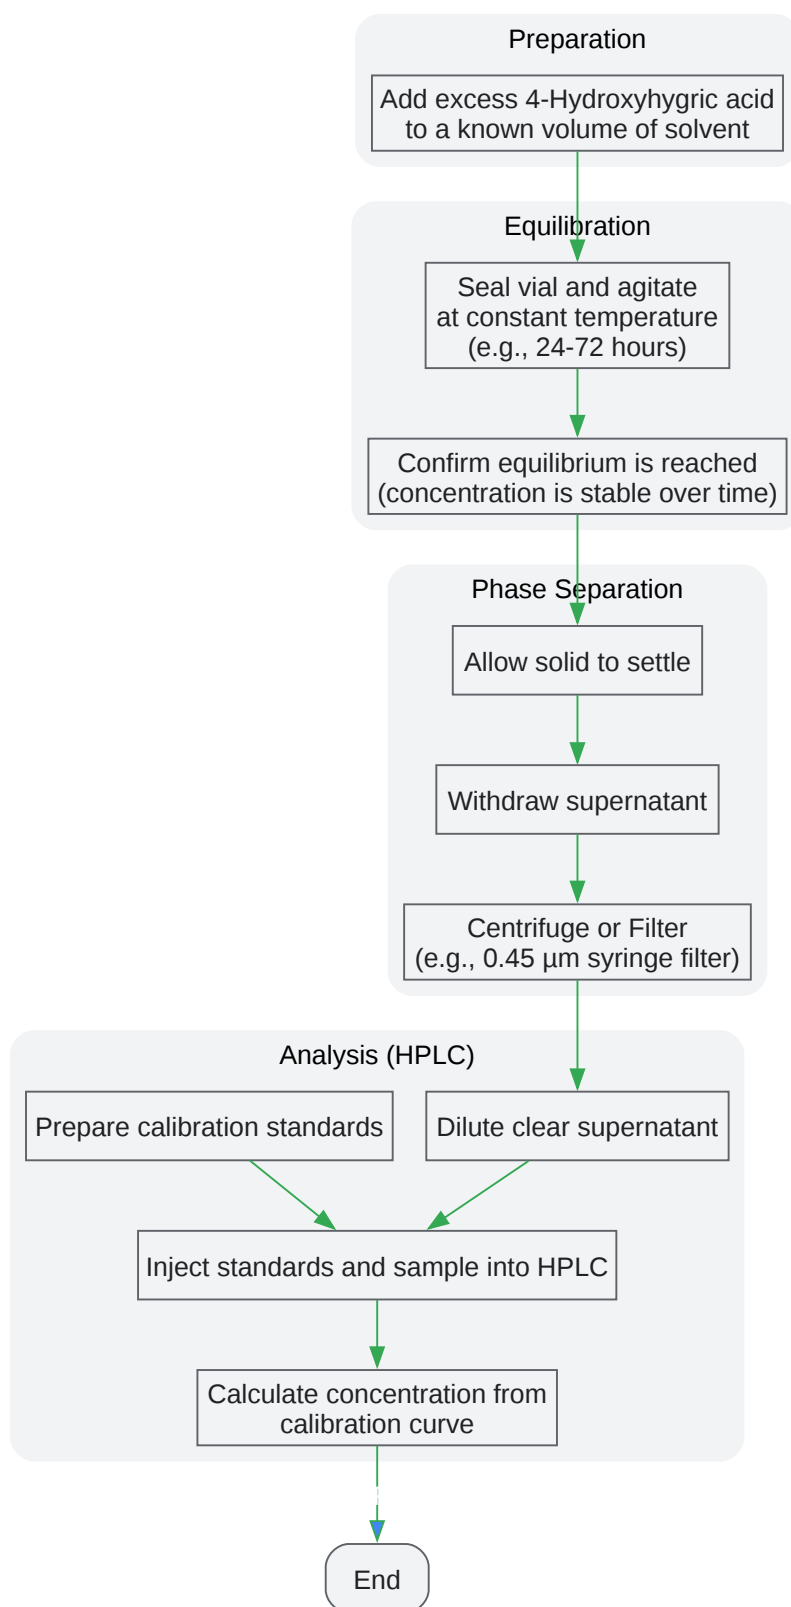 Preparation
Add excess 4-Hydroxyhygric acid
to a known volume of solvent
Equilibration
Seal vial and agitate
at constant temperature
(e.g., 24-72 hours)
Confirm equilibrium is reached
(concentration is stable over time)
Phase Separation
Allow solid to settle
Withdraw supernatant
Centrifuge or Filter
(e.g., 0.45 µm syringe filter)
Analysis (HPLC)
Prepare calibration standards
Dilute clear supernatant
Inject standards and sample into HPLC
Calculate concentration from
calibration curve
End